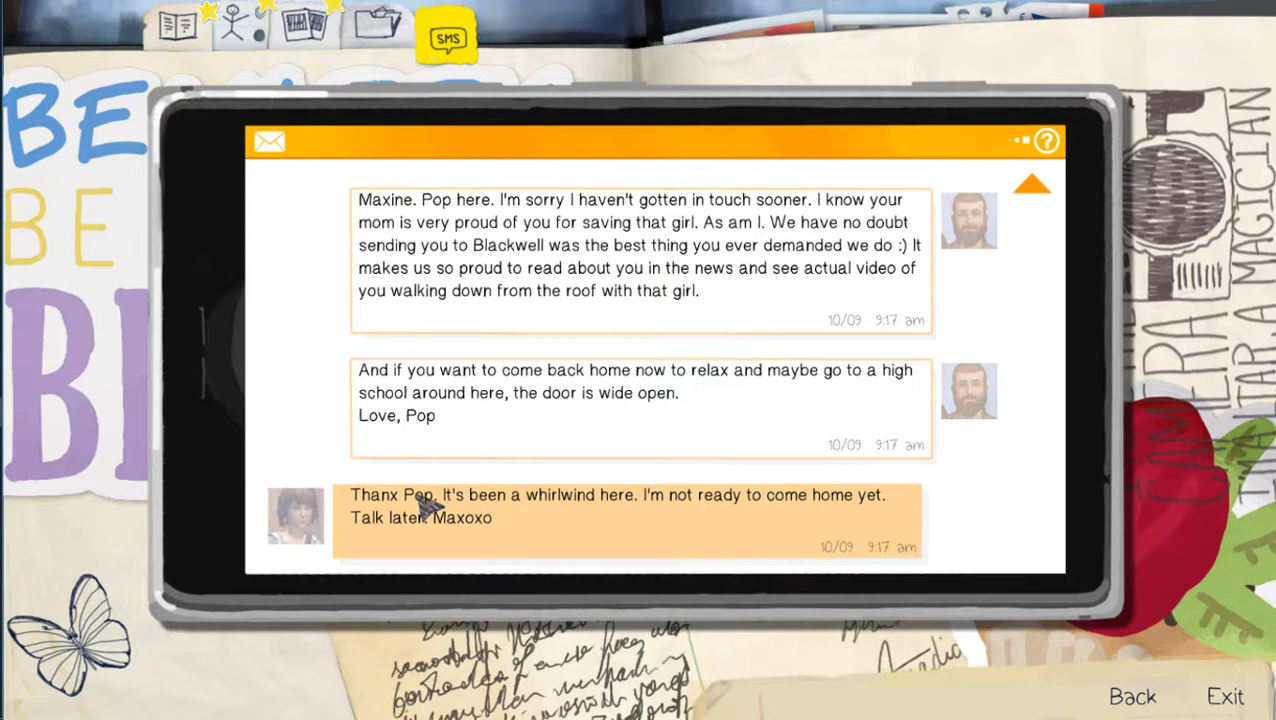 SMS
BE
BE
Maxine. Pop here. I'm sorry I haven't gotten in touch sooner. I know your
mom is very proud of you for saving that girl. As am I. We have no doubt
sending you to Blackwell was the best thing you ever demanded we do :) It
makes us so proud to read about you in the news and see actual video of
you walking down from the roof with that girl.
10/09 9:17 am
And if you want to come back home now to relax and maybe go to a high
school around here, the door is wide open.
Love, Pop
10/09 9:17 am
Thanx Pop. It's been a whirlwind here. I'm not ready to come home yet.
Talk later. Maxoxo
10/09 9:17 am
CAMERA
MAGICIAN
Back Exit